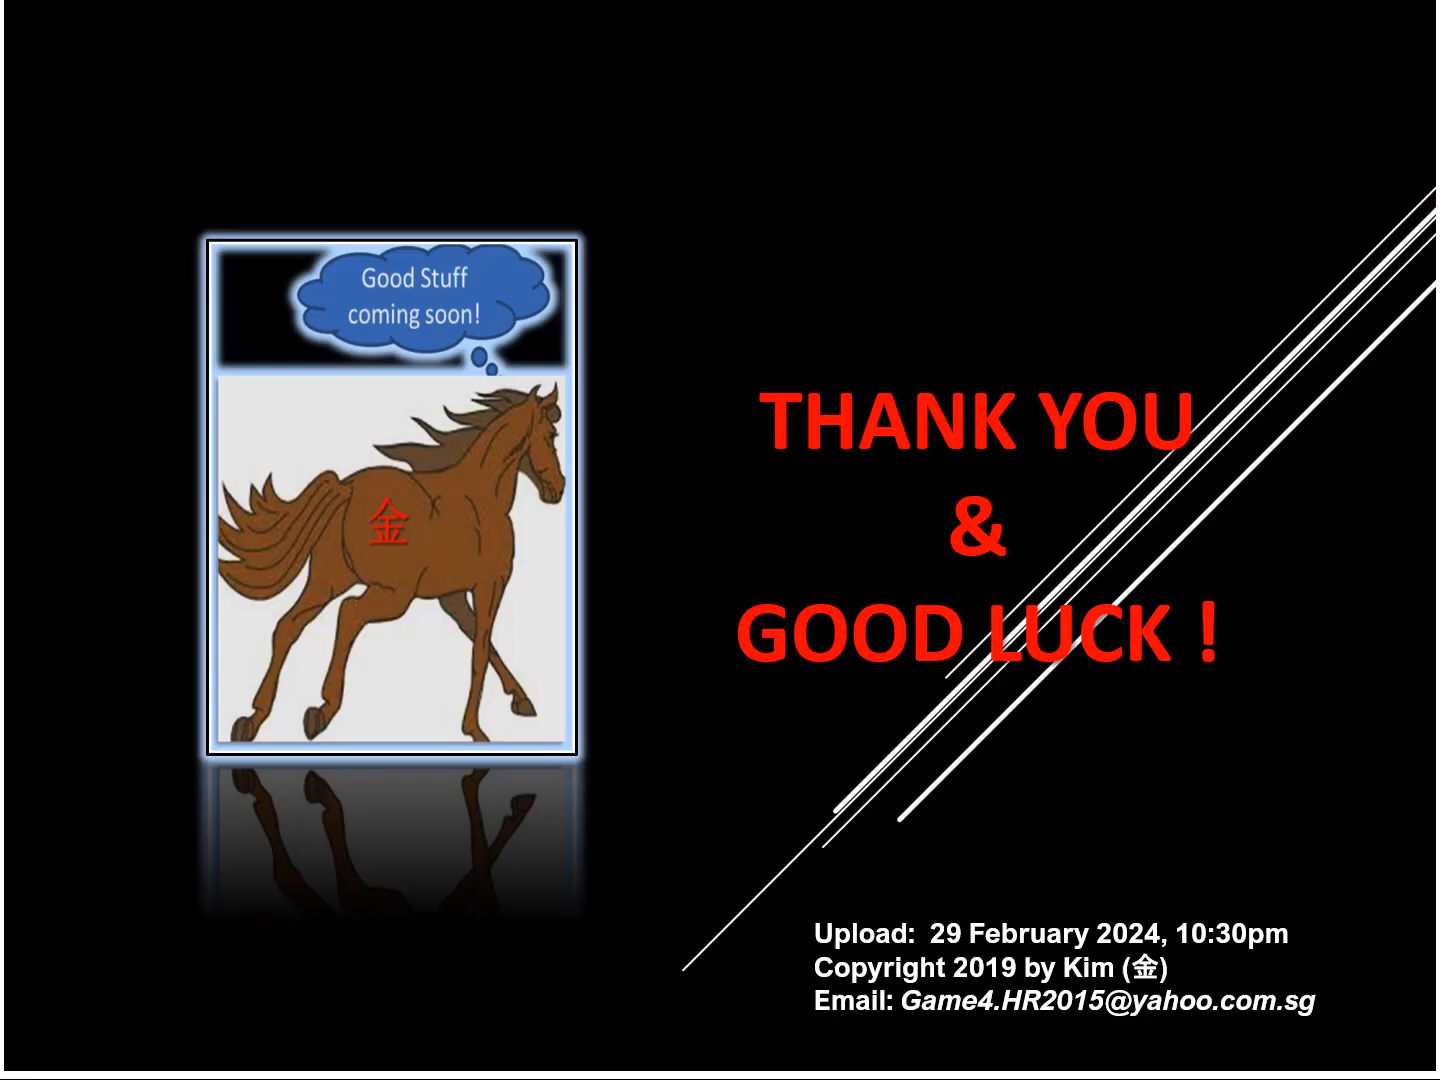 Good Stuff
coming soon!
金
THANK YOU
&
GOOD LUCK !
Upload:  29 February 2024, 10:30pm
Copyright 2019 by Kim (金)
Email: Game4.HR2015@yahoo.com.sg